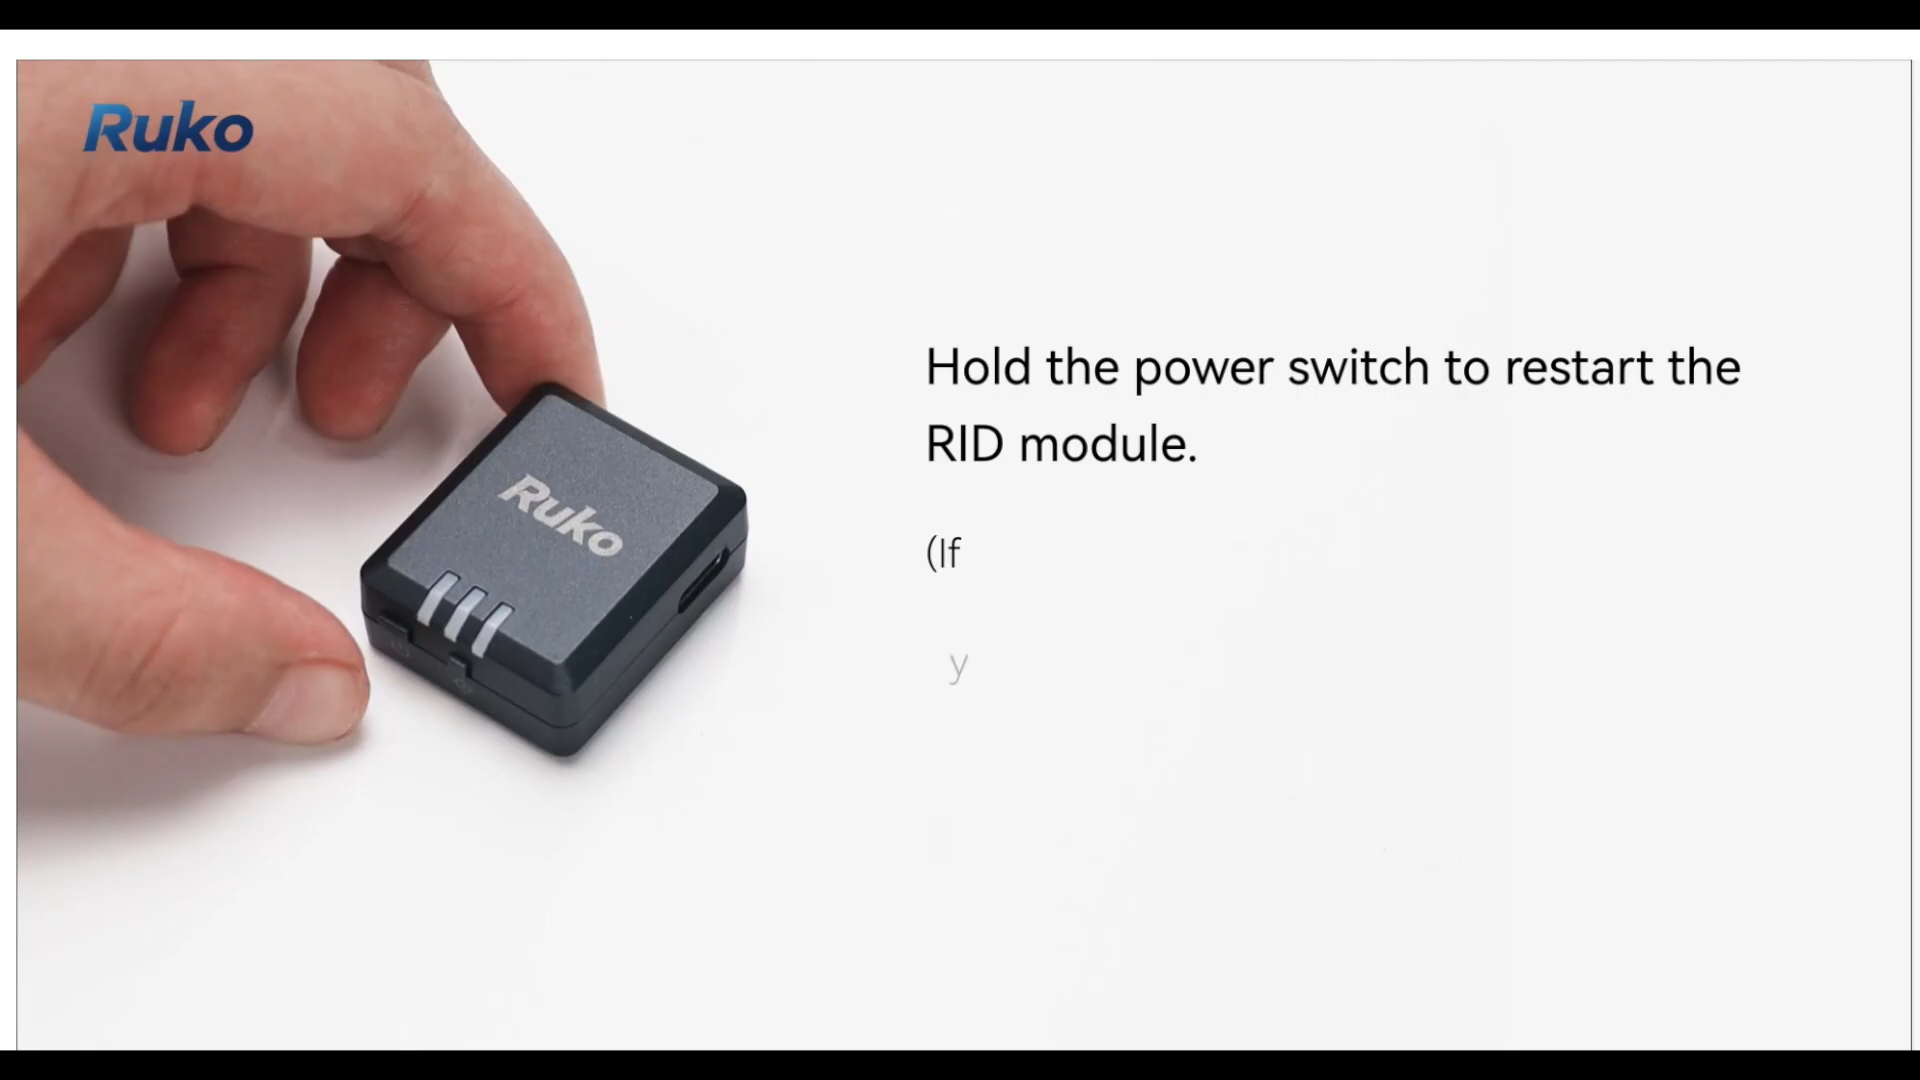 Ruko
Hold the power switch to restart the
RID module.
(If
y
Ruko